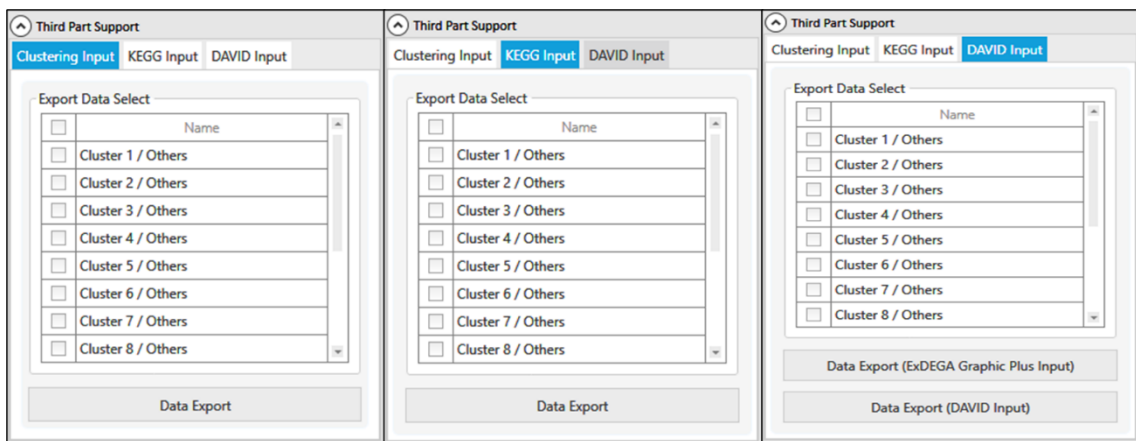 Third Part Support
Clustering Input KEGG Input DAVID Input
Export Data Select
Name
Cluster 1 / Others
Cluster 2 / Others
Cluster 3 / Others
Cluster 4 / Others
Cluster 5 / Others
Cluster 6 / Others
Cluster 7 / Others
Cluster 8 / Others
Data Export
Third Part Support
Clustering Input KEGG Input DAVID Input
Export Data Select
Name
Cluster 1 / Others
Cluster 2 / Others
Cluster 3 / Others
Cluster 4 / Others
Cluster 5 / Others
Cluster 6 / Others
Cluster 7 / Others
Cluster 8 / Others
Data Export
Third Part Support
Clustering Input KEGG Input DAVID Input
Export Data Select
Name
Cluster 1 / Others
Cluster 2 / Others
Cluster 3 / Others
Cluster 4 / Others
Cluster 5 / Others
Cluster 6 / Others
Cluster 7 / Others
Cluster 8 / Others
Data Export (ExDEGA Graphic Plus Input)
Data Export (DAVID Input)